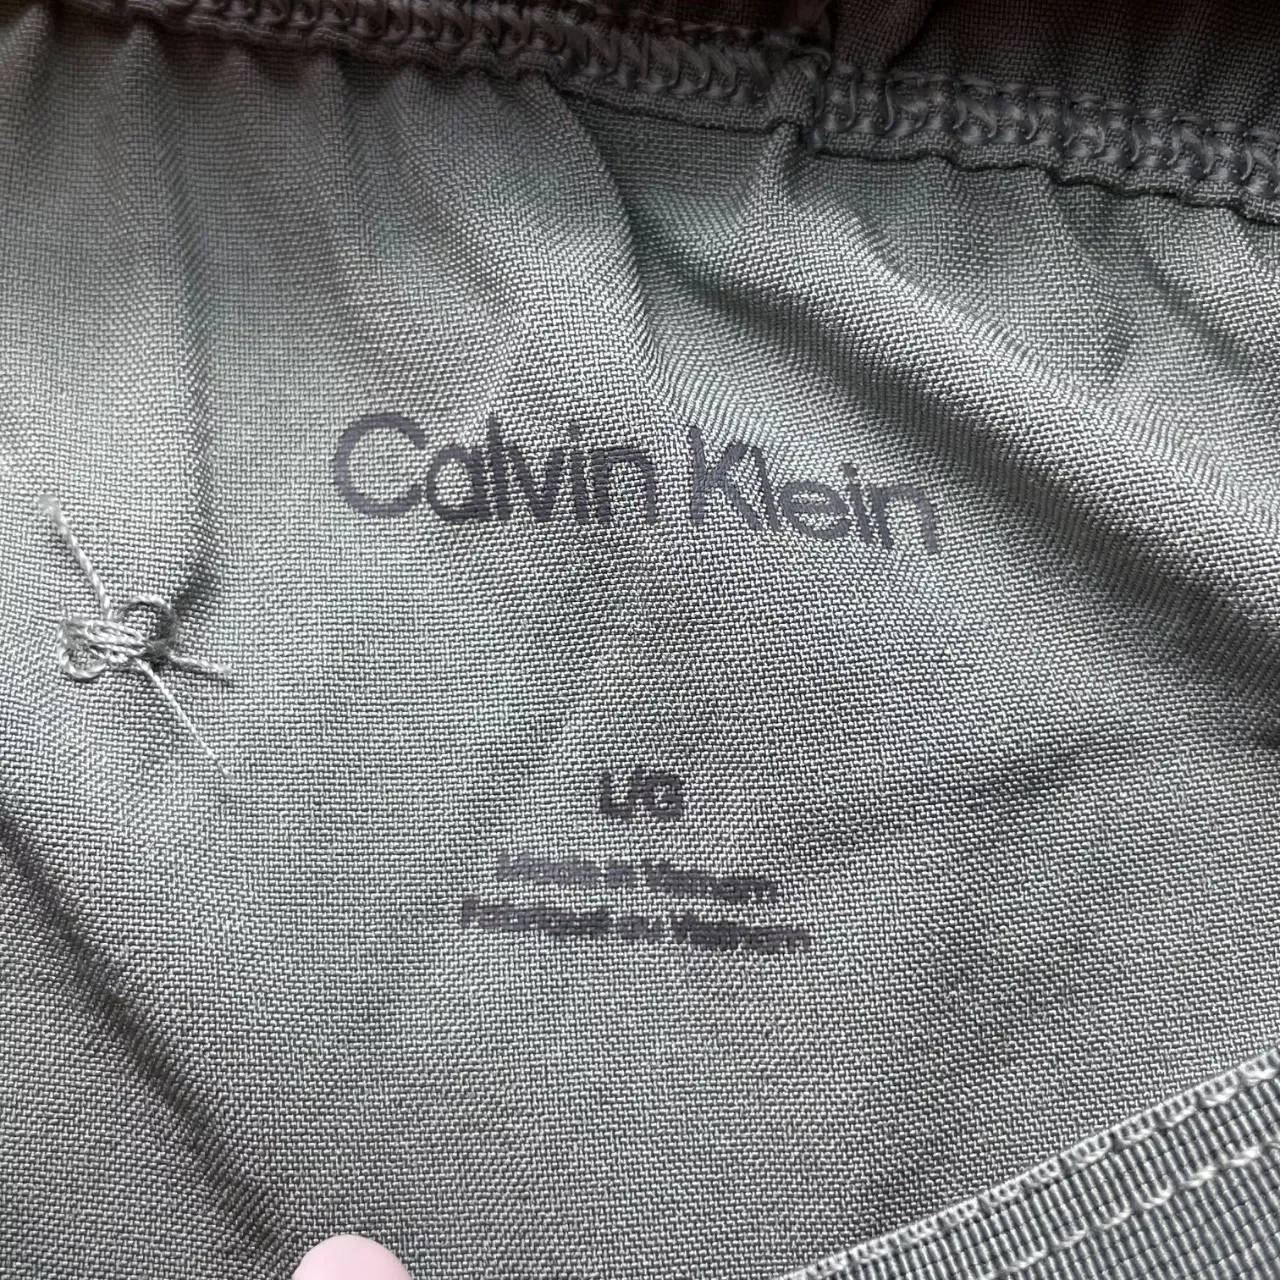 Calvin Klein
L/G
Made in Vietnam
Fabriqué au Vietnam